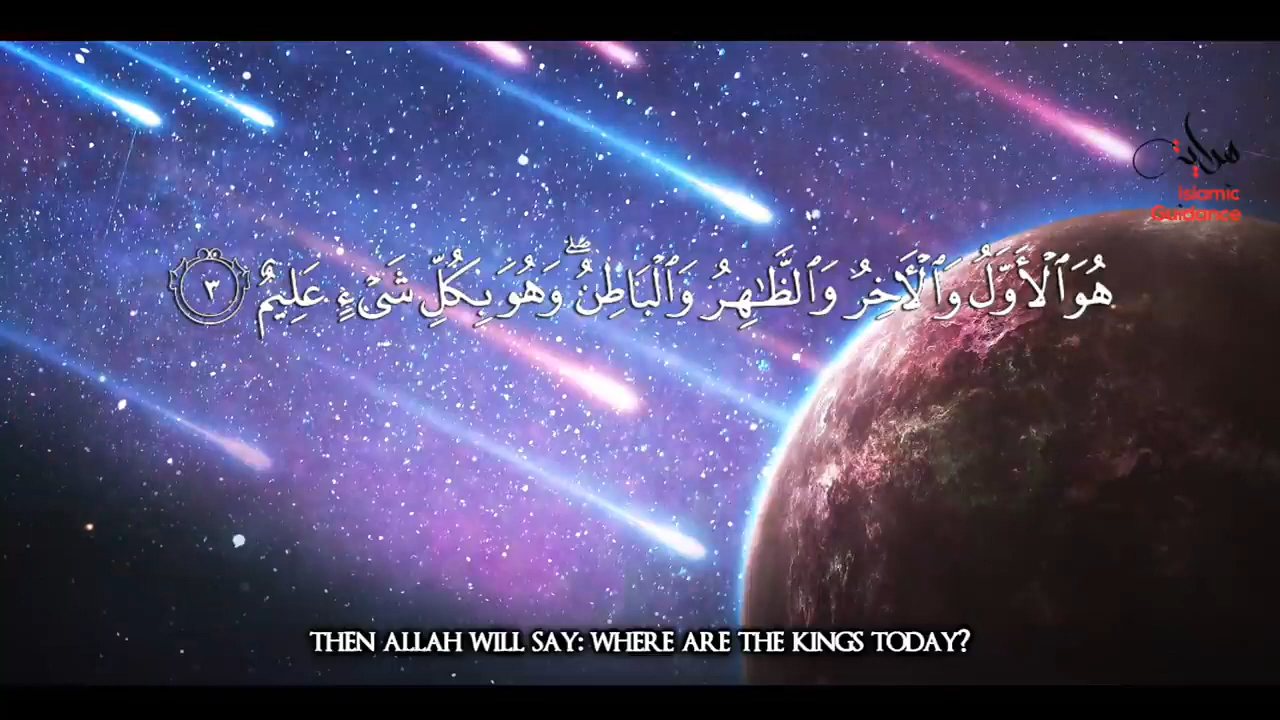 هداية
Islamic
Guidance
هُوَ ٱلْأَوَّلُ وَٱلْءَاخِرُ وَٱلظَّـٰهِرُ وَٱلْبَاطِنُ ۖ وَهُوَ بِكُلِّ شَىْءٍ عَلِيمٌ ٣
THEN ALLAH WILL SAY: WHERE ARE THE KINGS TODAY?